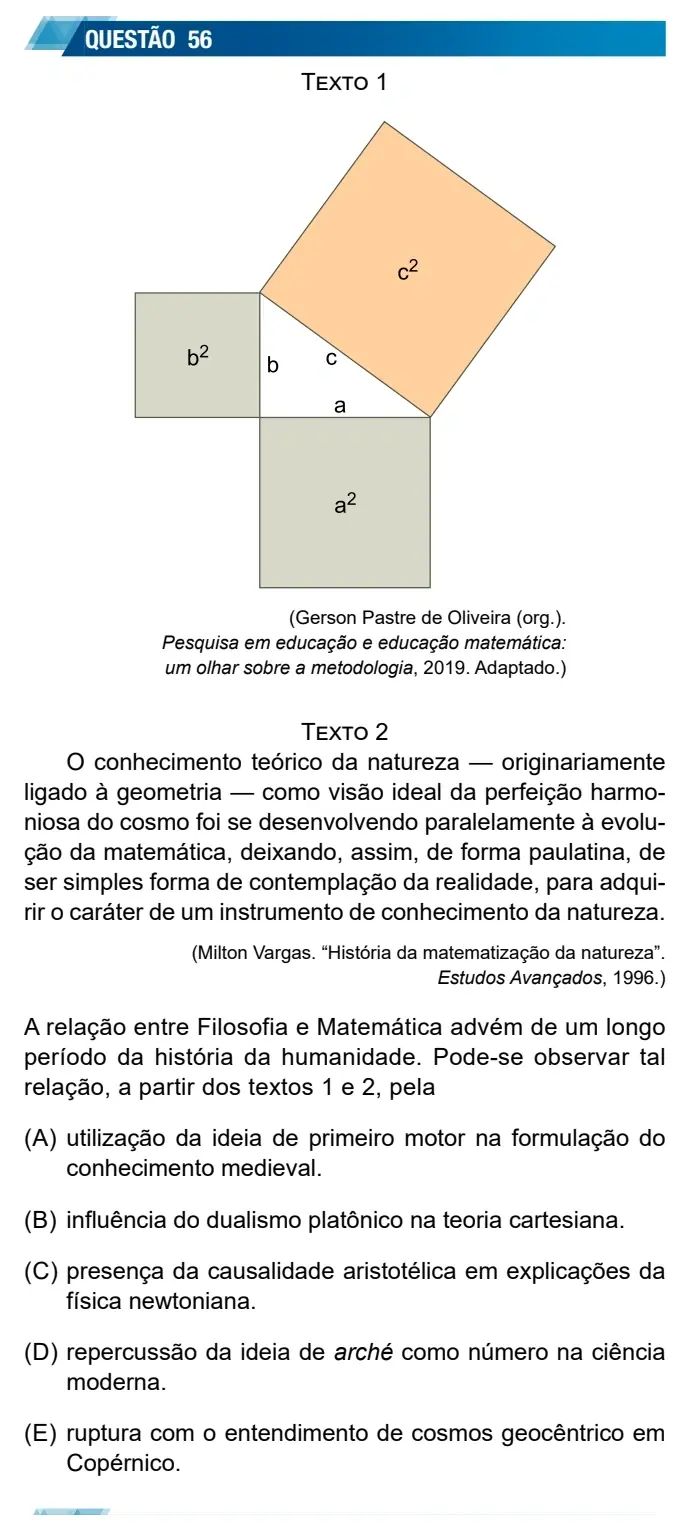 QUESTÃO 56
TEXTO 1
c²
b²
b
c
a
a²
(Gerson Pastre de Oliveira (org.).
Pesquisa em educação e educação matemática:
um olhar sobre a metodologia, 2019. Adaptado.)
TEXTO 2
O conhecimento teórico da natureza — originariamente
ligado à geometria — como visão ideal da perfeição harmo-
niosa do cosmo foi se desenvolvendo paralelamente à evolu-
ção da matemática, deixando, assim, de forma paulatina, de
ser simples forma de contemplação da realidade, para adqui-
rir o caráter de um instrumento de conhecimento da natureza.
(Milton Vargas. “História da matematização da natureza”.
Estudos Avançados, 1996.)
A relação entre Filosofia e Matemática advém de um longo
período da história da humanidade. Pode-se observar tal
relação, a partir dos textos 1 e 2, pela
(A) utilização da ideia de primeiro motor na formulação do
conhecimento medieval.
(B) influência do dualismo platônico na teoria cartesiana.
(C) presença da causalidade aristotélica em explicações da
física newtoniana.
(D) repercussão da ideia de arché como número na ciência
moderna.
(E) ruptura com o entendimento de cosmos geocêntrico em
Copérnico.